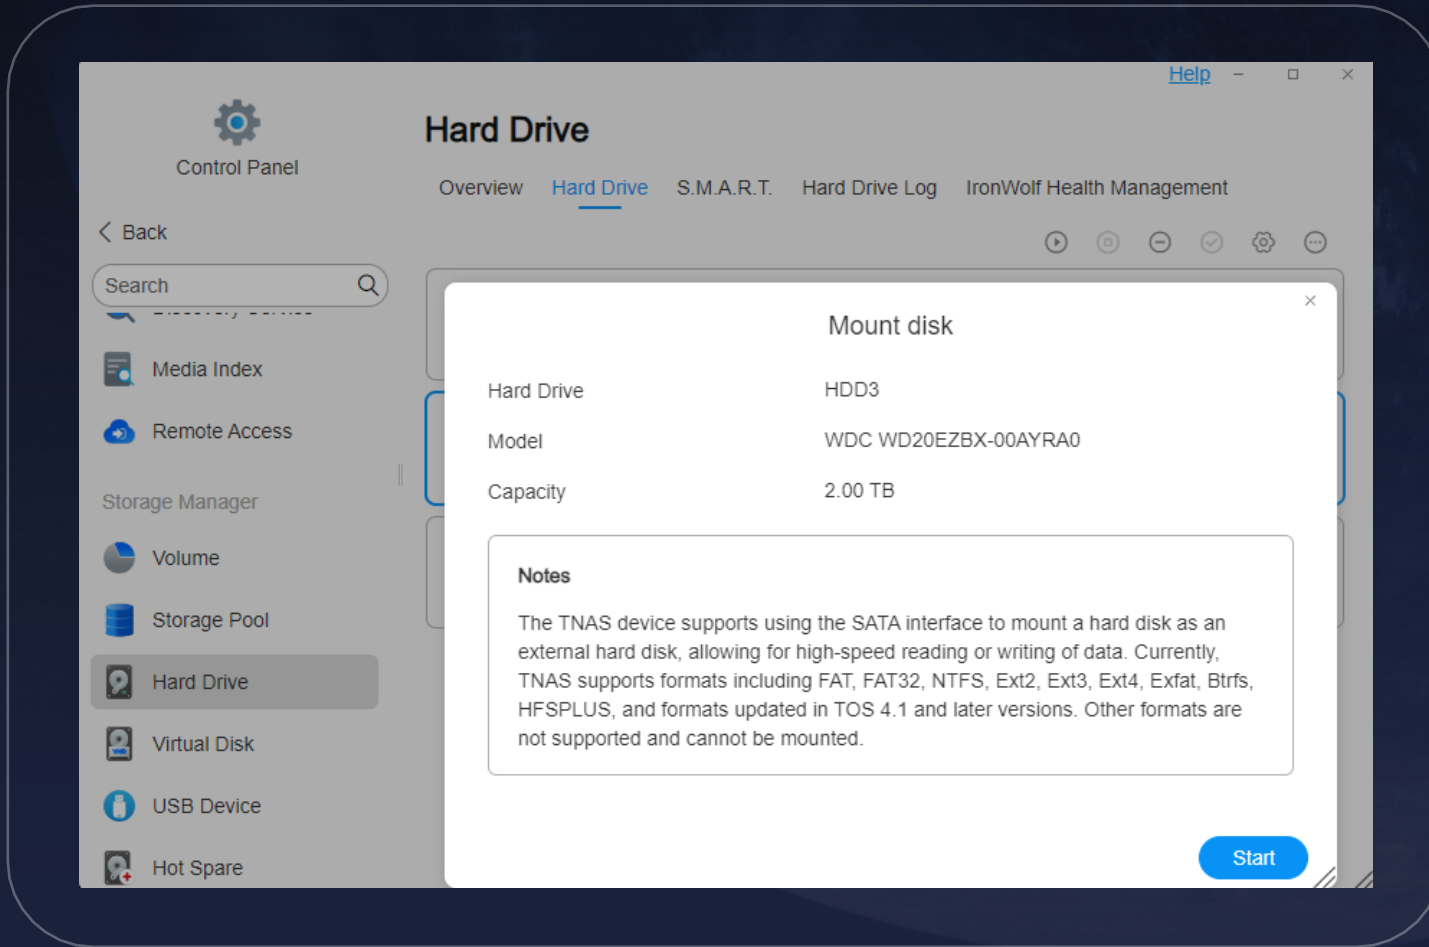 Help
Control Panel
Hard Drive
Overview Hard Drive S.M.A.R.T. Hard Drive Log IronWolf Health Management
Back
Search
Media Index
Remote Access
Storage Manager
Volume
Storage Pool
Hard Drive
Virtual Disk
USB Device
Hot Spare
Mount disk
Hard Drive HDD3
Model WDC WD20EZBX-00AYRA0
Capacity 2.00 TB
Notes
The TNAS device supports using the SATA interface to mount a hard disk as an
external hard disk, allowing for high-speed reading or writing of data. Currently,
TNAS supports formats including FAT, FAT32, NTFS, Ext2, Ext3, Ext4, Exfat, Btrfs,
HFSPLUS, and formats updated in TOS 4.1 and later versions. Other formats are
not supported and cannot be mounted.
Start